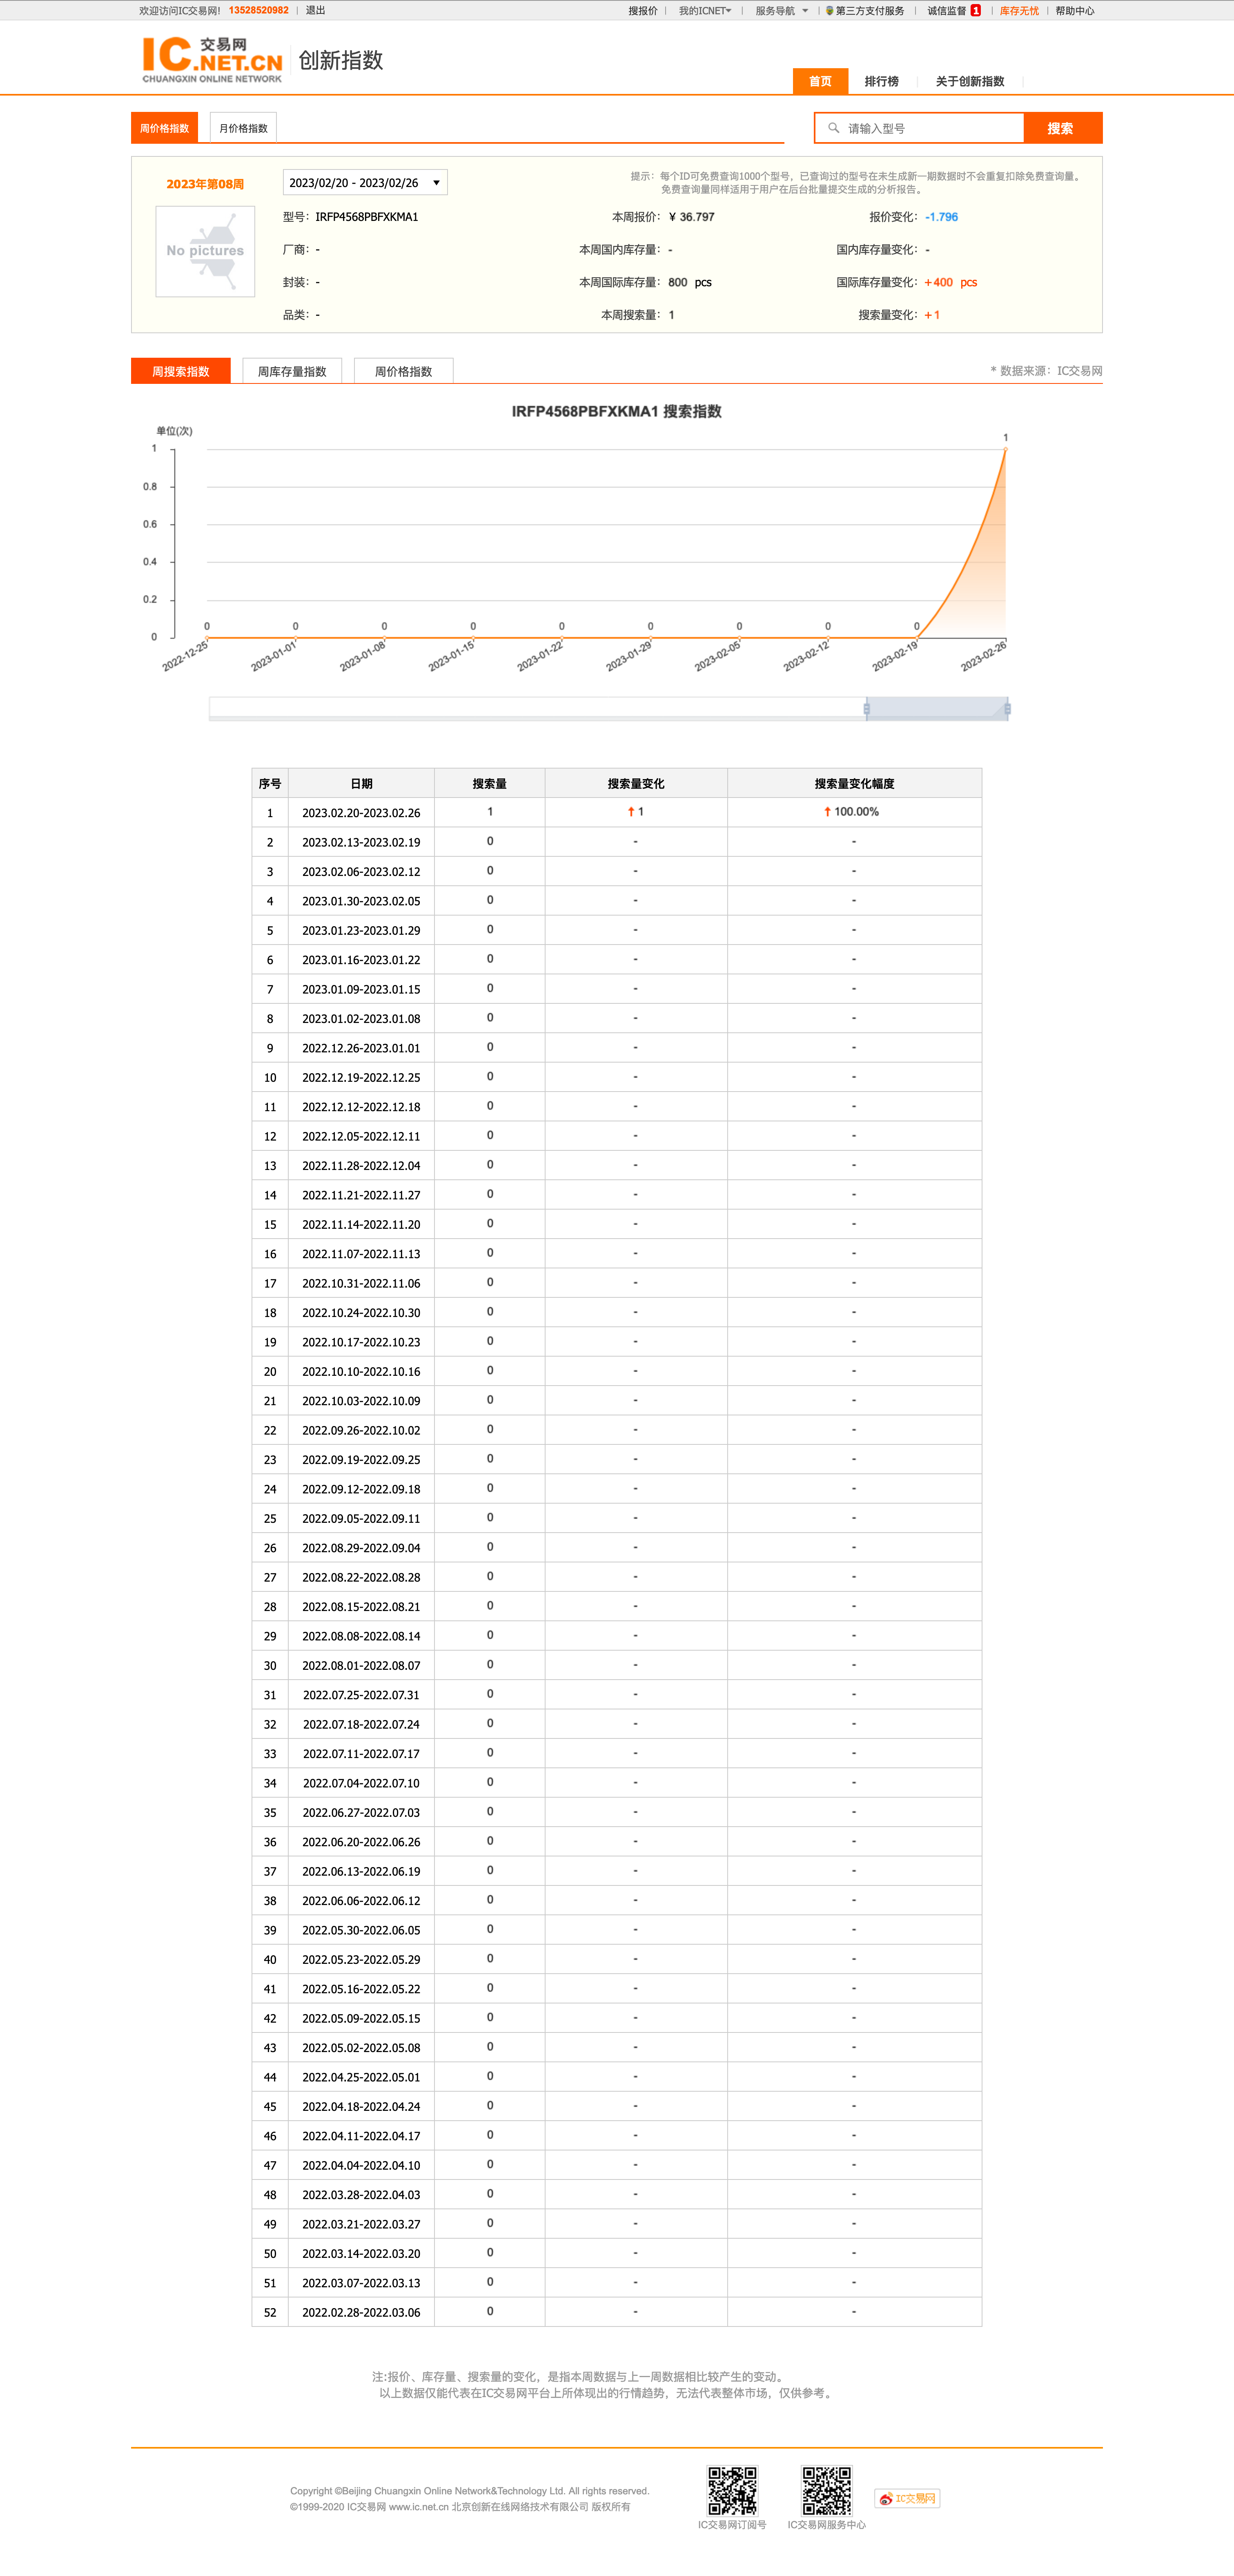 欢迎访问IC交易网! 13528520982 | 退出 搜报价 | 我的ICNET | 服务导航 | 第三方支付服务 | 诚信监督 1 | 库存无忧 | 帮助中心
IC 交易网 .NET.CN
CHUANGXIN ONLINE NETWORK
创新指数
首页 排行榜 关于创新指数
周价格指数 月价格指数 请输入型号 搜索
2023年第08周 2023/02/20 - 2023/02/26
提示：每个ID可免费查询1000个型号，已查询过的型号在未生成新一期数据时不会重复扣除免费查询量。
免费查询量同样适用于用户在后台批量提交生成的分析报告。
No pictures
型号：IRFP4568PBFXKMA1 本周报价：¥ 36.797 报价变化：-1.796
厂商：- 本周国内库存量：- 国内库存量变化：-
封装：- 本周国际库存量：800 pcs 国际库存量变化：+400 pcs
品类：- 本周搜索量：1 搜索量变化：+1
周搜索指数 周库存量指数 周价格指数 * 数据来源：IC交易网
IRFP4568PBFXKMA1 搜索指数
单位(次)
1
0.8
0.6
0.4
0.2
0
0 0 0 0 0 0 0 0 0 1
2022-12-25 2023-01-01 2023-01-08 2023-01-15 2023-01-22 2023-01-29 2023-02-05 2023-02-12 2023-02-19 2023-02-26
序号 日期 搜索量 搜索量变化 搜索量变化幅度
1 2023.02.20-2023.02.26 1 ↑1 ↑100.00%
2 2023.02.13-2023.02.19 0 - -
3 2023.02.06-2023.02.12 0 - -
4 2023.01.30-2023.02.05 0 - -
5 2023.01.23-2023.01.29 0 - -
6 2023.01.16-2023.01.22 0 - -
7 2023.01.09-2023.01.15 0 - -
8 2023.01.02-2023.01.08 0 - -
9 2022.12.26-2023.01.01 0 - -
10 2022.12.19-2022.12.25 0 - -
11 2022.12.12-2022.12.18 0 - -
12 2022.12.05-2022.12.11 0 - -
13 2022.11.28-2022.12.04 0 - -
14 2022.11.21-2022.11.27 0 - -
15 2022.11.14-2022.11.20 0 - -
16 2022.11.07-2022.11.13 0 - -
17 2022.10.31-2022.11.06 0 - -
18 2022.10.24-2022.10.30 0 - -
19 2022.10.17-2022.10.23 0 - -
20 2022.10.10-2022.10.16 0 - -
21 2022.10.03-2022.10.09 0 - -
22 2022.09.26-2022.10.02 0 - -
23 2022.09.19-2022.09.25 0 - -
24 2022.09.12-2022.09.18 0 - -
25 2022.09.05-2022.09.11 0 - -
26 2022.08.29-2022.09.04 0 - -
27 2022.08.22-2022.08.28 0 - -
28 2022.08.15-2022.08.21 0 - -
29 2022.08.08-2022.08.14 0 - -
30 2022.08.01-2022.08.07 0 - -
31 2022.07.25-2022.07.31 0 - -
32 2022.07.18-2022.07.24 0 - -
33 2022.07.11-2022.07.17 0 - -
34 2022.07.04-2022.07.10 0 - -
35 2022.06.27-2022.07.03 0 - -
36 2022.06.20-2022.06.26 0 - -
37 2022.06.13-2022.06.19 0 - -
38 2022.06.06-2022.06.12 0 - -
39 2022.05.30-2022.06.05 0 - -
40 2022.05.23-2022.05.29 0 - -
41 2022.05.16-2022.05.22 0 - -
42 2022.05.09-2022.05.15 0 - -
43 2022.05.02-2022.05.08 0 - -
44 2022.04.25-2022.05.01 0 - -
45 2022.04.18-2022.04.24 0 - -
46 2022.04.11-2022.04.17 0 - -
47 2022.04.04-2022.04.10 0 - -
48 2022.03.28-2022.04.03 0 - -
49 2022.03.21-2022.03.27 0 - -
50 2022.03.14-2022.03.20 0 - -
51 2022.03.07-2022.03.13 0 - -
52 2022.02.28-2022.03.06 0 - -
注:报价、库存量、搜索量的变化，是指本周数据与上一周数据相比较产生的变动。
以上数据仅能代表在IC交易网平台上所体现出的行情趋势，无法代表整体市场，仅供参考。
Copyright ©Beijing Chuangxin Online Network&Technology Ltd. All rights reserved.
©1999-2020 IC交易网 www.ic.net.cn 北京创新在线网络技术有限公司 版权所有
IC交易网订阅号 IC交易网服务中心 IC交易网